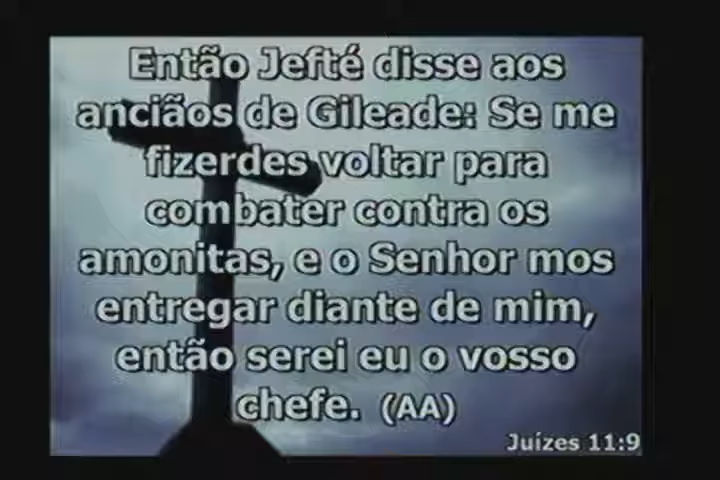 Então Jefté disse aos
anciãos de Gileade: Se me
fizerdes voltar para
combater contra os
amonitas, e o Senhor mos
entregar diante de mim,
então serei eu o vosso
chefe. (AA)
Juízes 11:9